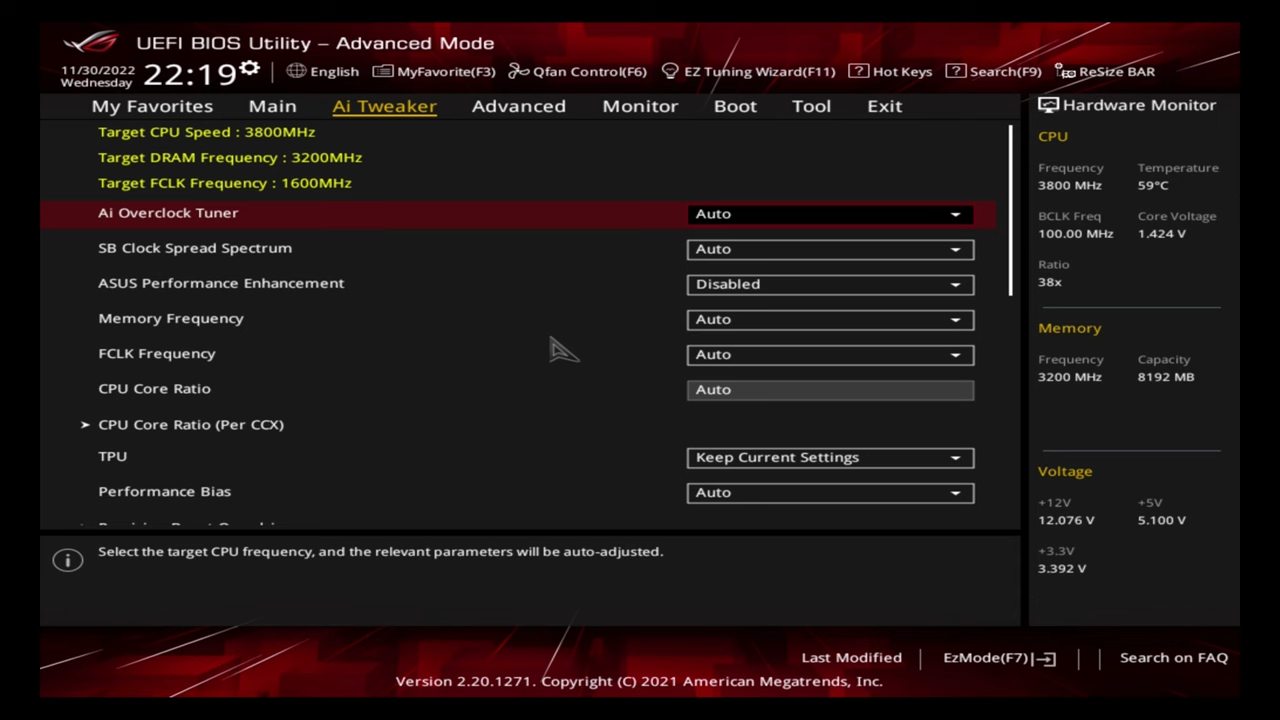 UEFI BIOS Utility – Advanced Mode
11/30/2022
Wednesday
22:19
English
MyFavorite(F3)
Qfan Control(F6)
EZ Tuning Wizard(F11)
? Hot Keys
? Search(F9)
ReSize BAR
My Favorites
Main
Ai Tweaker
Advanced
Monitor
Boot
Tool
Exit
Target CPU Speed : 3800MHz
Target DRAM Frequency : 3200MHz
Target FCLK Frequency : 1600MHz
Ai Overclock Tuner Auto
SB Clock Spread Spectrum Auto
ASUS Performance Enhancement Disabled
Memory Frequency Auto
FCLK Frequency Auto
CPU Core Ratio Auto
CPU Core Ratio (Per CCX)
TPU Keep Current Settings
Performance Bias Auto
Select the target CPU frequency, and the relevant parameters will be auto-adjusted.
Hardware Monitor
CPU
Frequency Temperature
3800 MHz 59°C
BCLK Freq Core Voltage
100.00 MHz 1.424 V
Ratio
38x
Memory
Frequency Capacity
3200 MHz 8192 MB
Voltage
+12V +5V
12.076 V 5.100 V
+3.3V
3.392 V
Last Modified
EzMode(F7)
Search on FAQ
Version 2.20.1271. Copyright (C) 2021 American Megatrends, Inc.